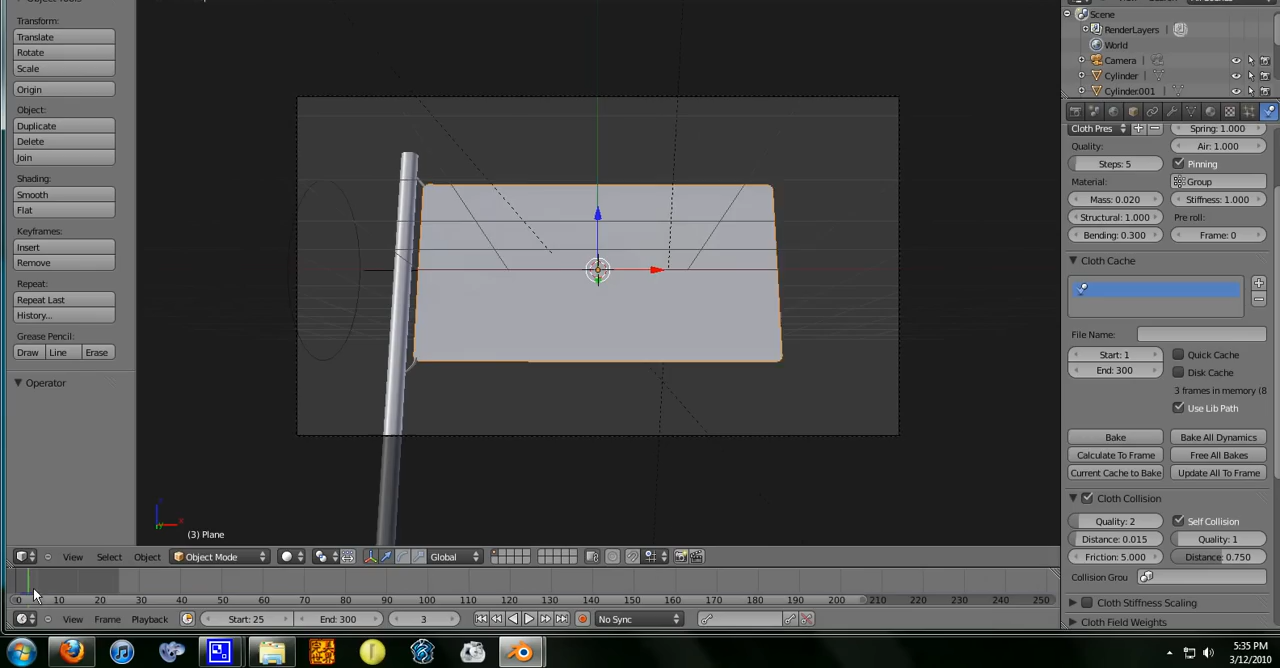 Transform:
Translate
Rotate
Scale
Origin
Object:
Duplicate
Delete
Join
Shading:
Smooth
Flat
Keyframes:
Insert
Remove
Repeat:
Repeat Last
History...
Grease Pencil:
Draw Line Erase
Operator
(3) Plane
View Select Object Object Mode Global
0 10 20 30 40 50 60 70 80 90 100 110 120 130 140 150 160 170 180 190 200 210 220 230 240 250
View Frame Playback Start: 25 End: 300 3 No Sync
Scene
RenderLayers
World
Camera
Cylinder
Cylinder.001
Cloth Pres Spring: 1.000
Quality: Air: 1.000
Steps: 5 Pinning
Material: Group
Mass: 0.020 Stiffness: 1.000
Structural: 1.000 Pre roll:
Bending: 0.300 Frame: 0
Cloth Cache
File Name:
Start: 1 Quick Cache
End: 300 Disk Cache
3 frames in memory (8
Use Lib Path
Bake Bake All Dynamics
Calculate To Frame Free All Bakes
Current Cache to Bake Update All To Frame
Cloth Collision
Quality: 2 Self Collision
Distance: 0.015 Quality: 1
Friction: 5.000 Distance: 0.750
Collision Grou
Cloth Stiffness Scaling
Cloth Field Weights
5:35 PM
3/12/2010